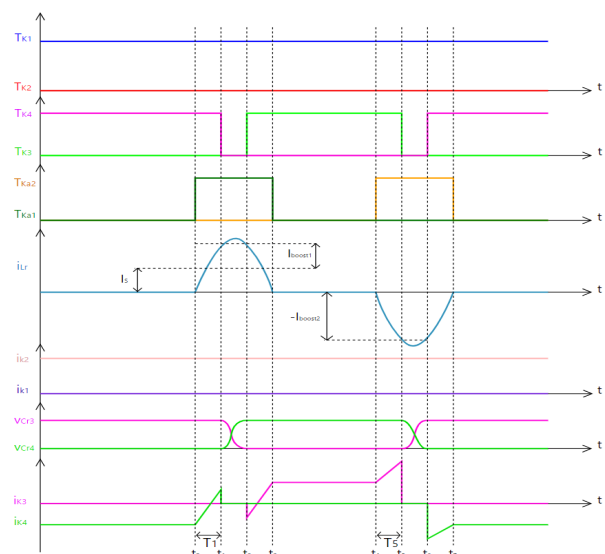 TK1
TK2
t
TK4
TK3
t
TKa2
TKa1
t
iLr
Is
Iboost1
-Iboost2
t
ik2
ik1
t
vCr3
vCr4
t
iK3
iK4
t
T1
T5